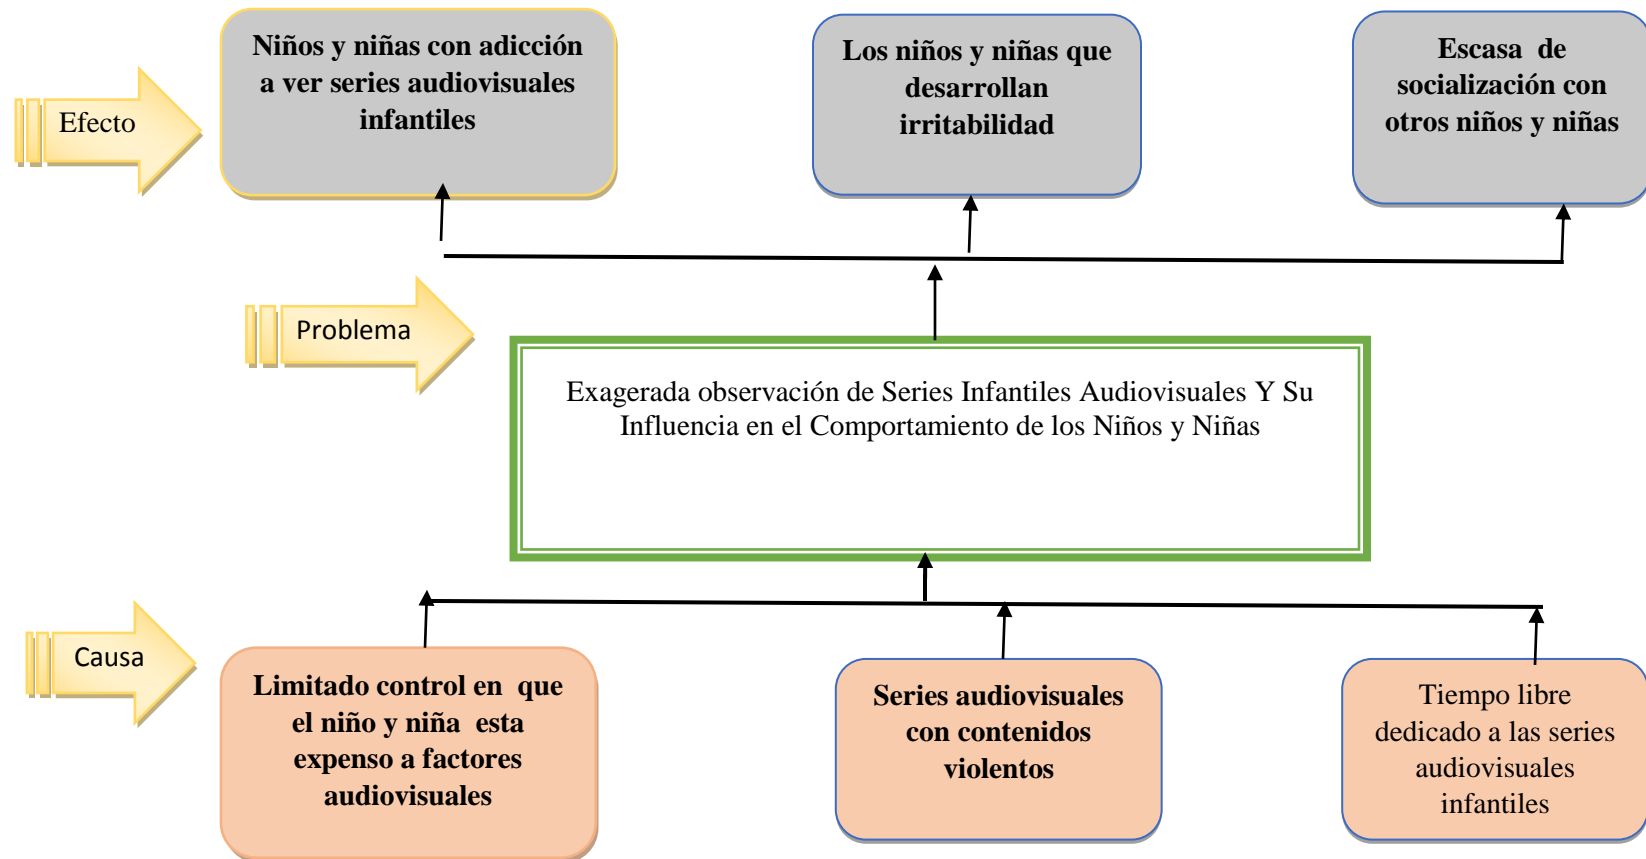 Efecto
Niños y niñas con adicción
a ver series audiovisuales
infantiles
Los niños y niñas que
desarrollan
irritabilidad
Escasa de
socialización con
otros niños y niñas
Problema
Exagerada observación de Series Infantiles Audiovisuales Y Su
Influencia en el Comportamiento de los Niños y Niñas
Causa
Limitado control en que
el niño y niña esta
expenso a factores
audiovisuales
Series audiovisuales
con contenidos
violentos
Tiempo libre
dedicado a las series
audiovisuales
infantiles